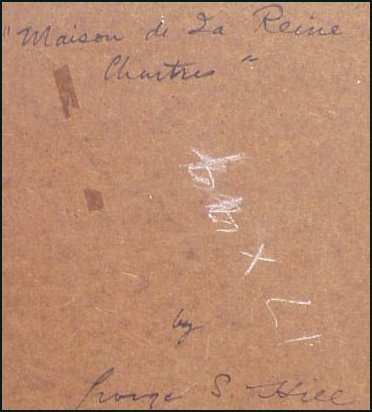 "Maison de La Reine
Chartres"
by
George S. Hill